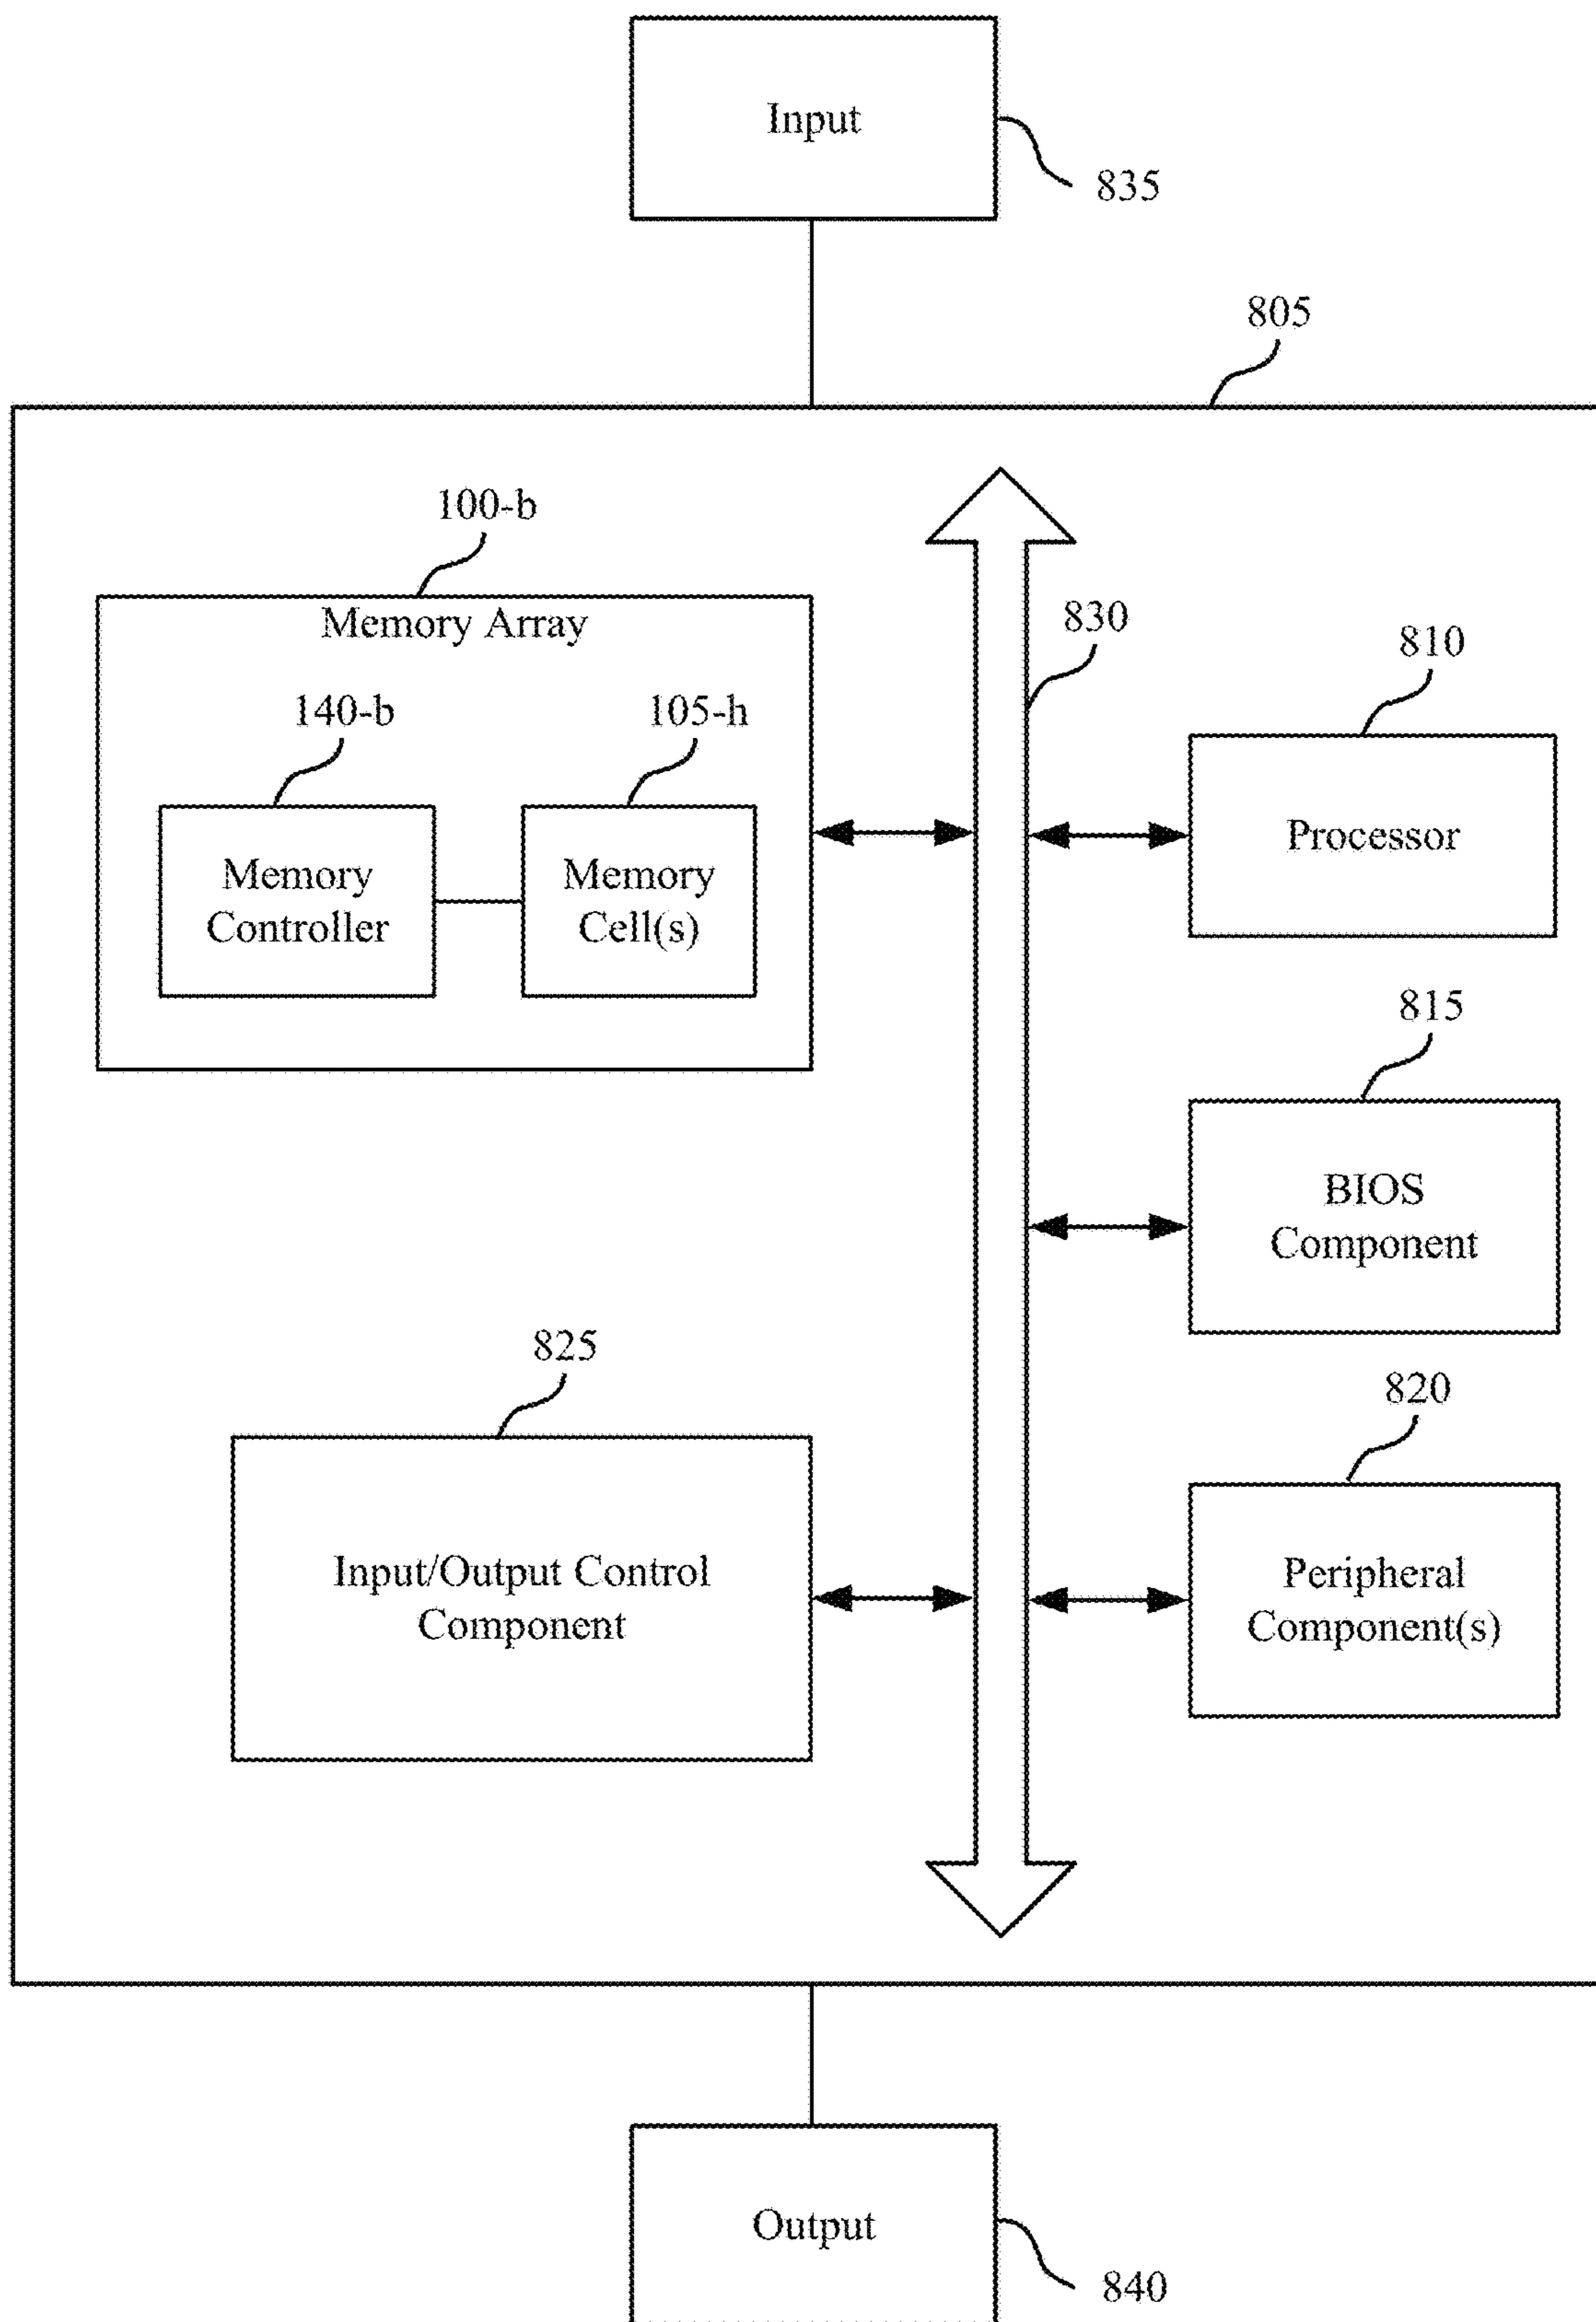 Input
835
805
100-b
Memory Array
830
810
140-b
105-h
Processor
Memory
Controller
Memory
Cell(s)
815
BIOS
Component
825
820
Input/Output Control
Component
Peripheral
Component(s)
Output
840